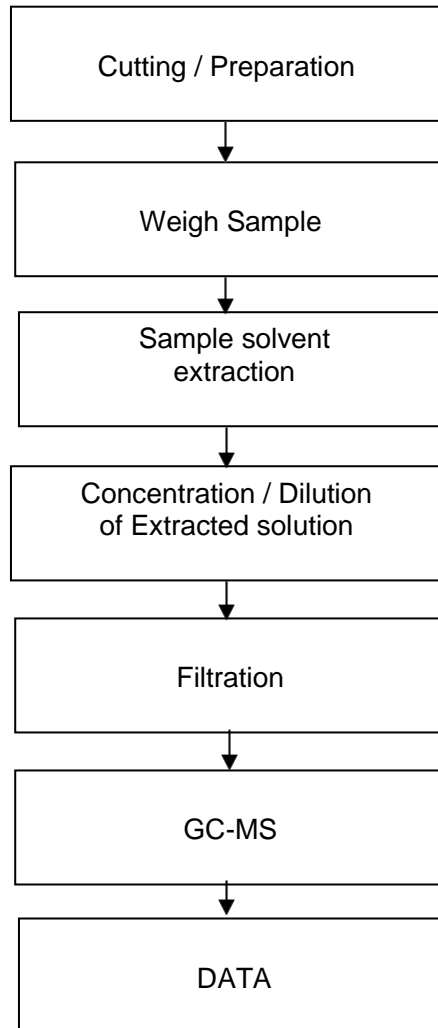 Cutting / Preparation
Weigh Sample
Sample solvent
extraction
Concentration / Dilution
of Extracted solution
Filtration
GC-MS
DATA